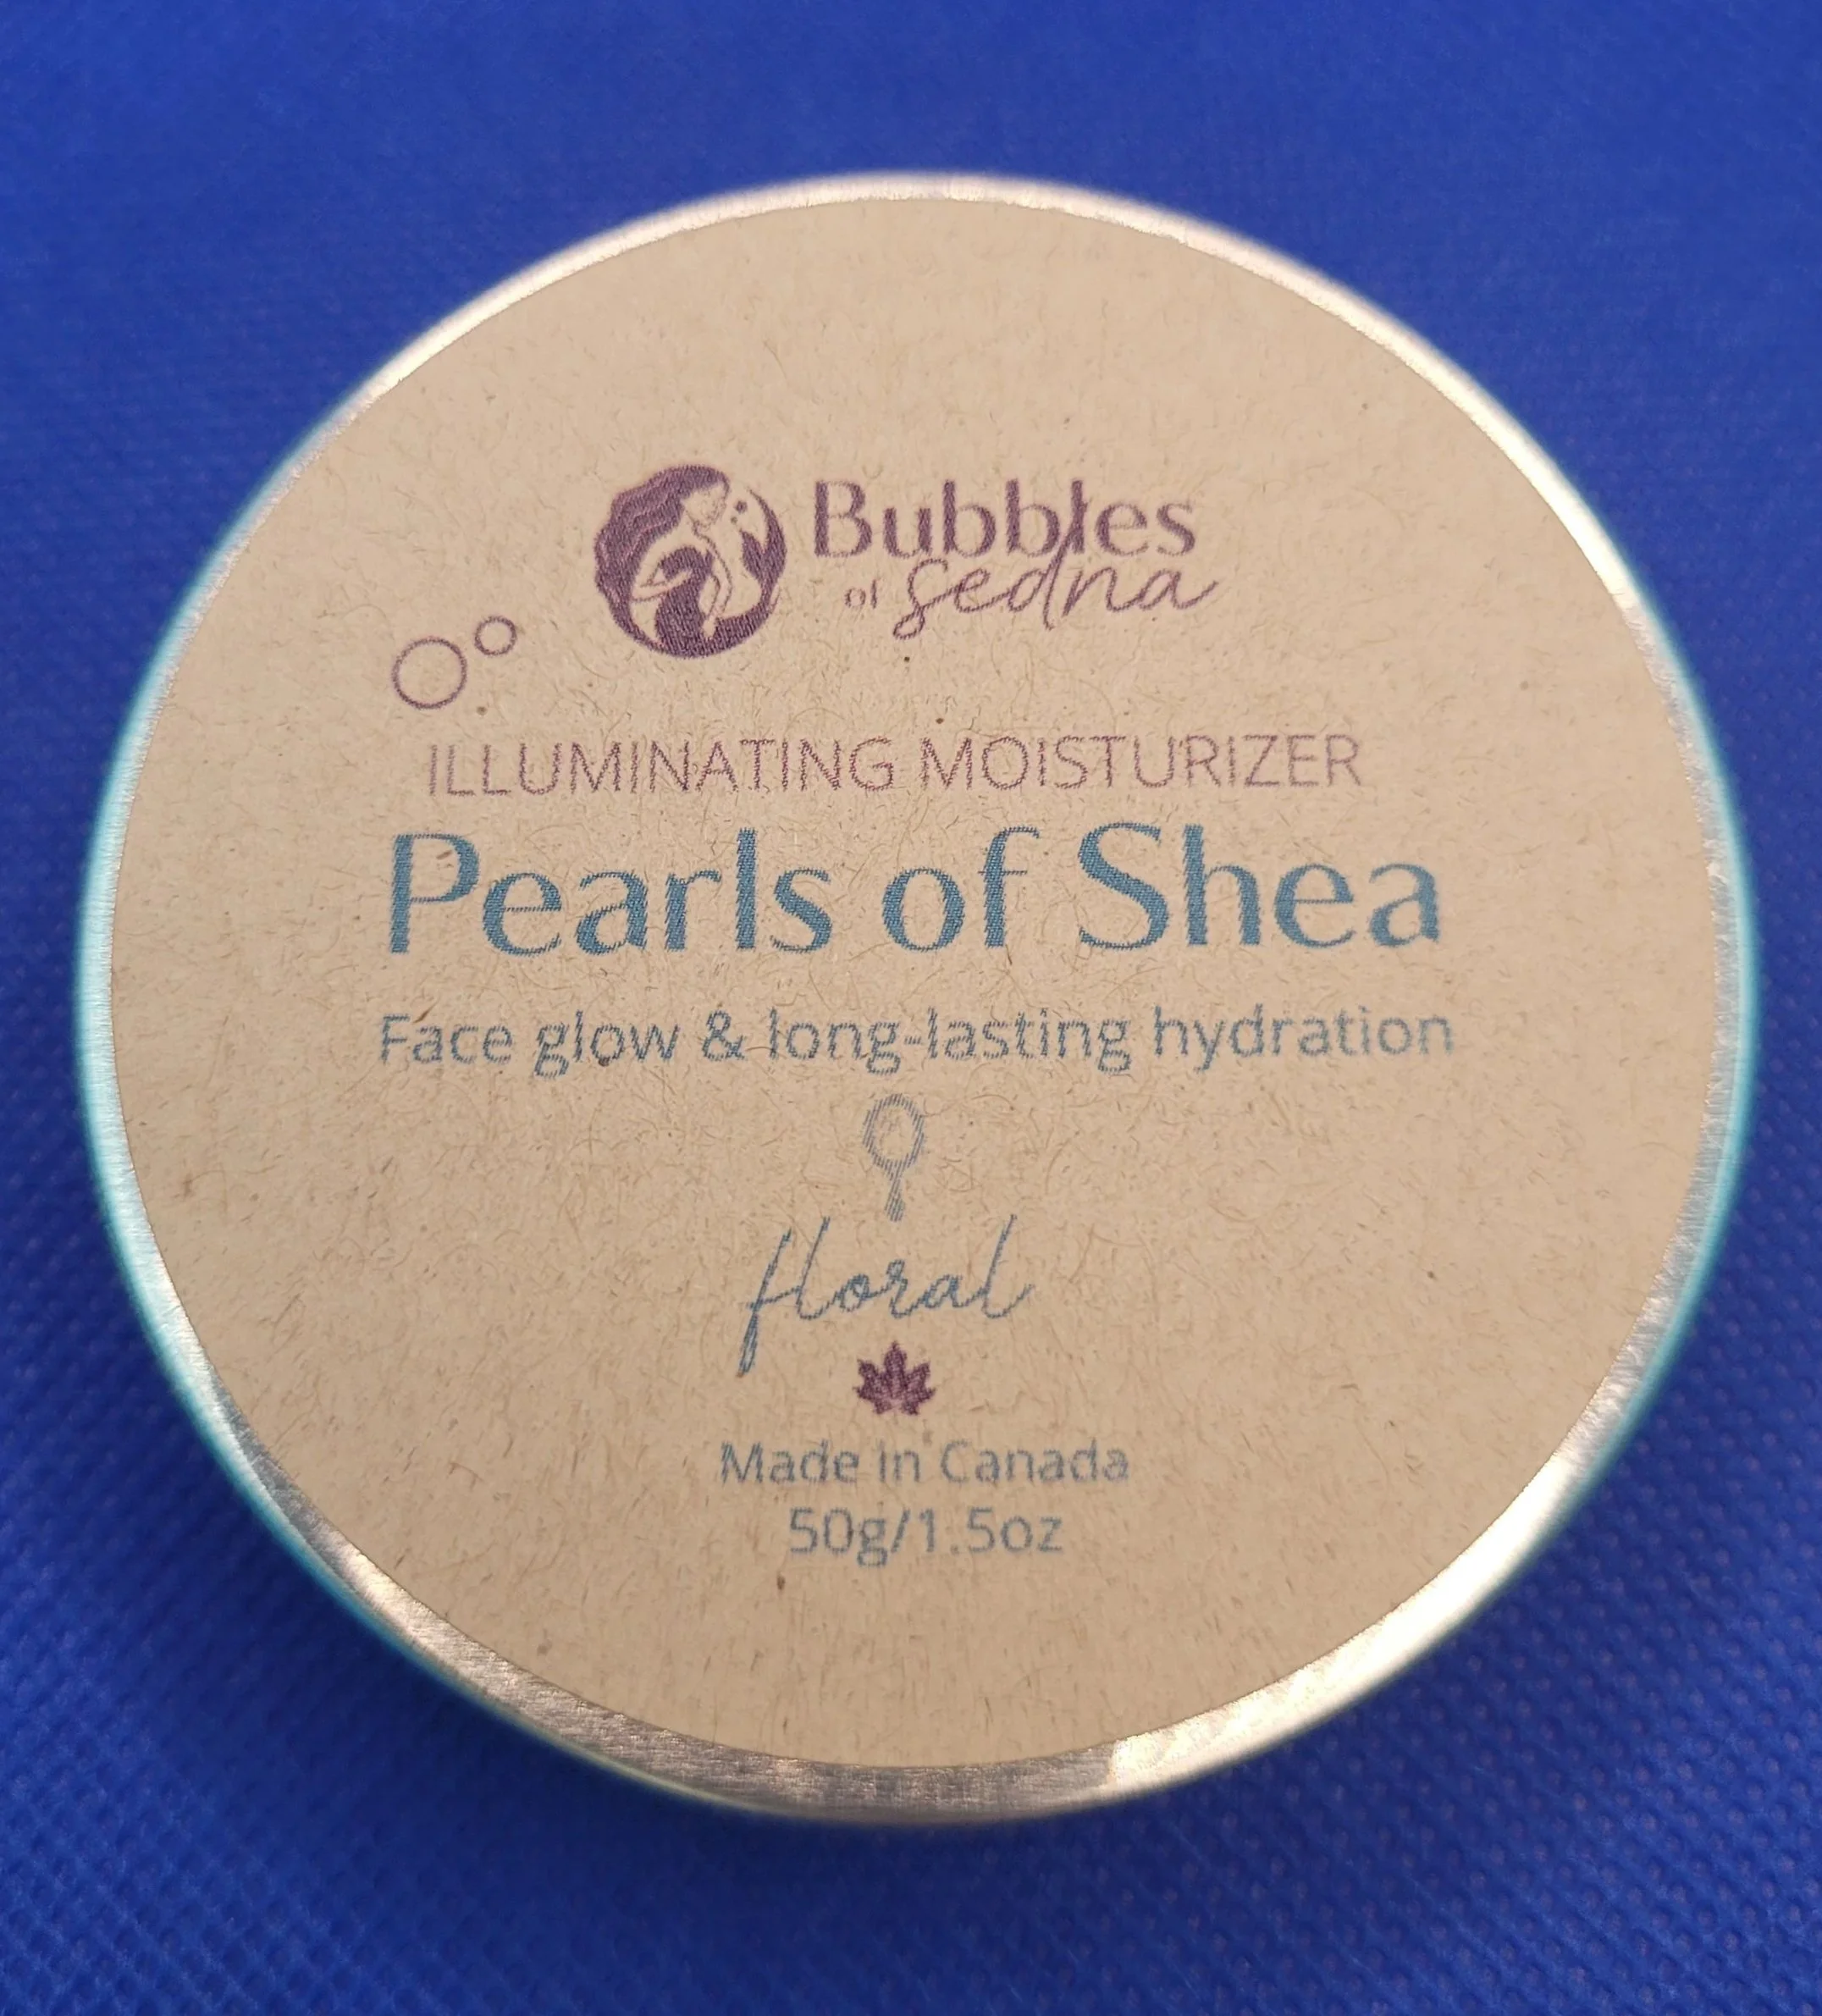 Bubbles
of sedna
ILLUMINATING MOISTURIZER
Pearls of Shea
Face glow & long-lasting hydration
floral
Made in Canada
50g/1.5oz